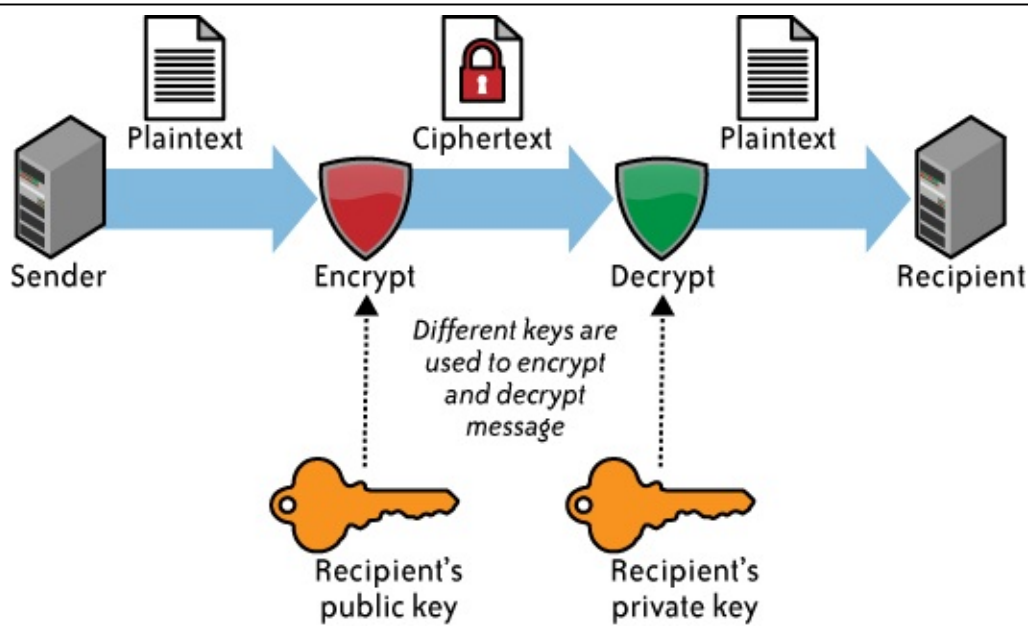 Plaintext
Ciphertext
Plaintext
Sender
Encrypt
Decrypt
Recipient
Different keys are
used to encrypt
and decrypt
message
Recipient's
public key
Recipient's
private key